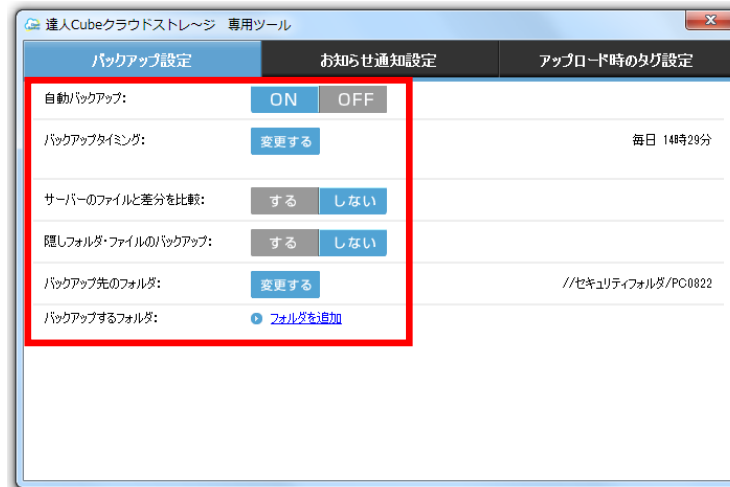 達人Cubeクラウドストレ〜ジ 専用ツール
バックアップ設定 お知らせ通知設定 アップロード時のタグ設定
自動バックアップ: ON OFF
バックアップタイミング: 変更する 毎日 14時29分
サーバーのファイルと差分を比較: する しない
隠しフォルダ・ファイルのバックアップ: する しない
バックアップ先のフォルダ: 変更する //セキュリティフォルダ/PC0822
バックアップするフォルダ: フォルダを追加